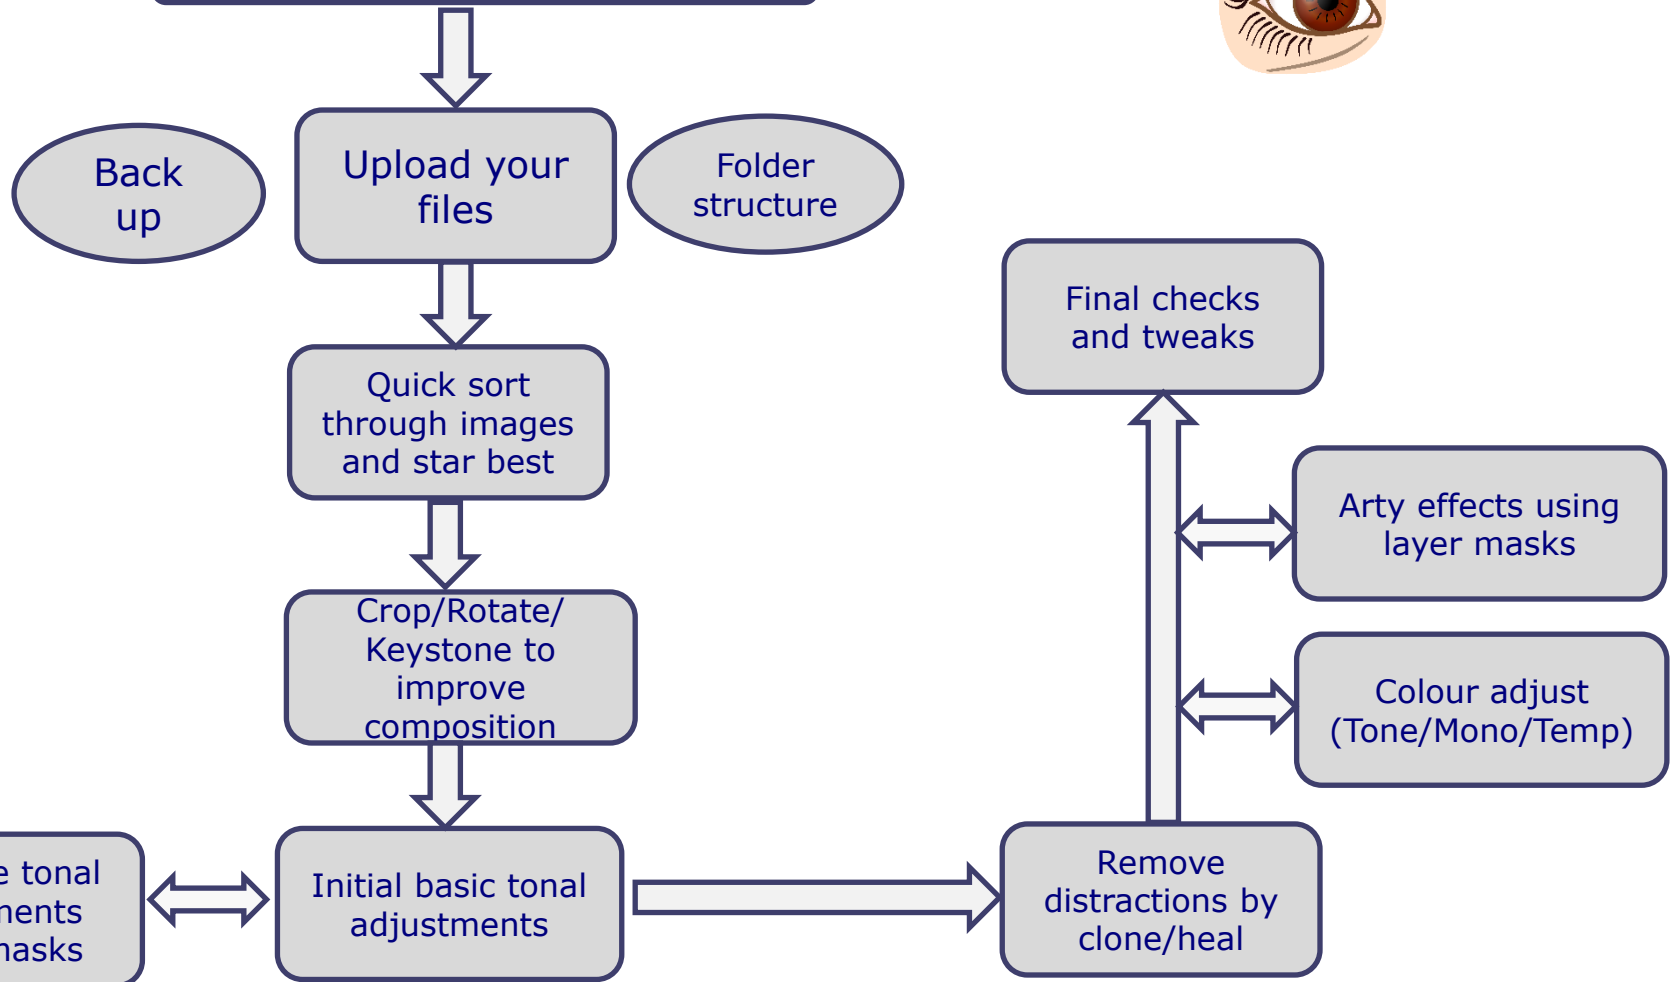 Back
up
Upload your
files
Folder
structure
Quick sort
through images
and star best
Crop/Rotate/
Keystone to
improve
composition
tonal
masks
Initial basic tonal
adjustments
Remove
distractions by
clone/heal
Colour adjust
(Tone/Mono/Temp)
Arty effects using
layer masks
Final checks
and tweaks